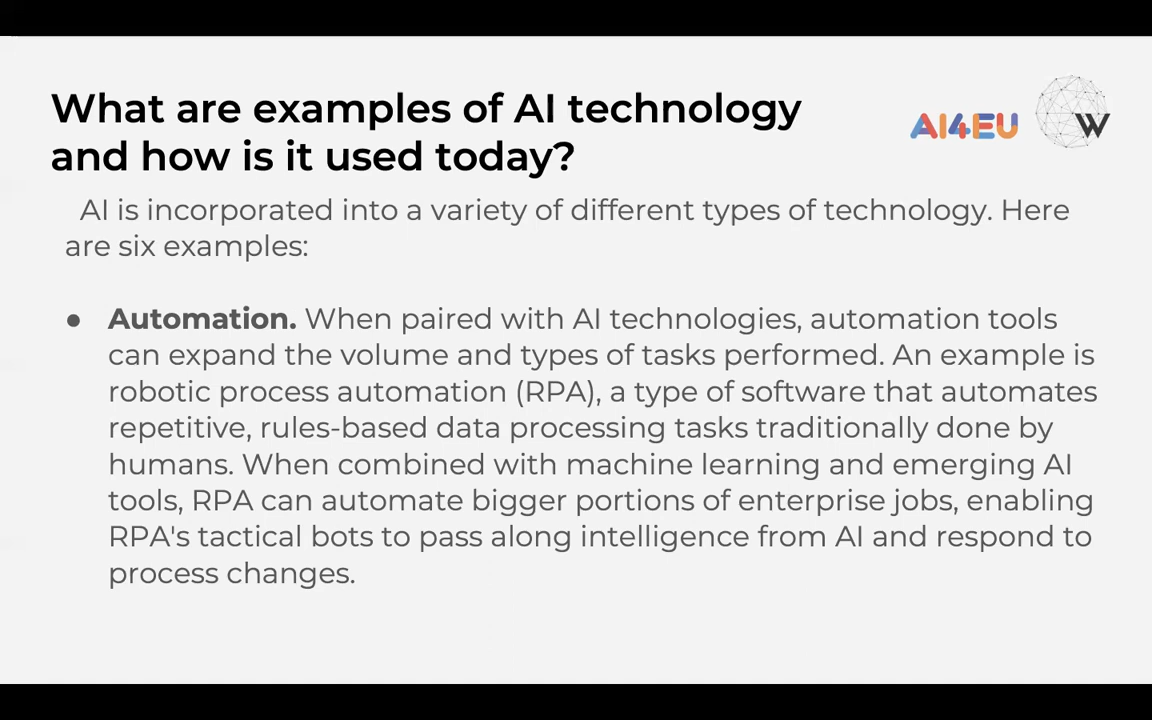 What are examples of AI technology
and how is it used today?
AI4EU
W
AI is incorporated into a variety of different types of technology. Here
are six examples:
● Automation. When paired with AI technologies, automation tools
can expand the volume and types of tasks performed. An example is
robotic process automation (RPA), a type of software that automates
repetitive, rules-based data processing tasks traditionally done by
humans. When combined with machine learning and emerging AI
tools, RPA can automate bigger portions of enterprise jobs, enabling
RPA's tactical bots to pass along intelligence from AI and respond to
process changes.